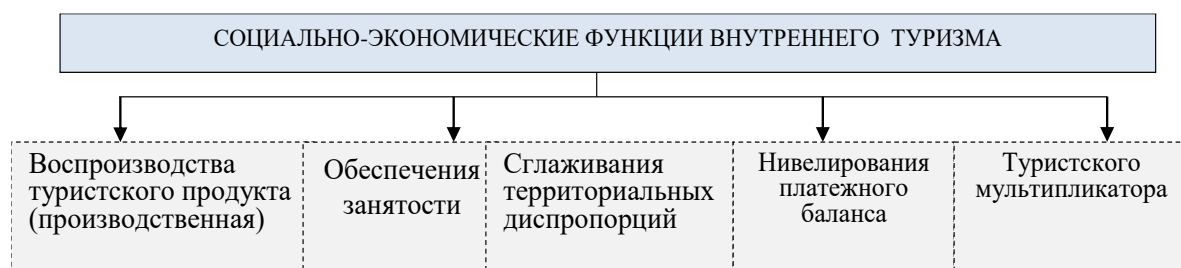 СОЦИАЛЬНО-ЭКОНОМИЧЕСКИЕ ФУНКЦИИ ВНУТРЕННЕГО ТУРИЗМА
Воспроизводства
туристского продукта
(производственная)
Обеспечения
занятости
Сглаживания
территориальных
диспропорций
Нивелирования
платежного
баланса
Туристского
мультипликатора